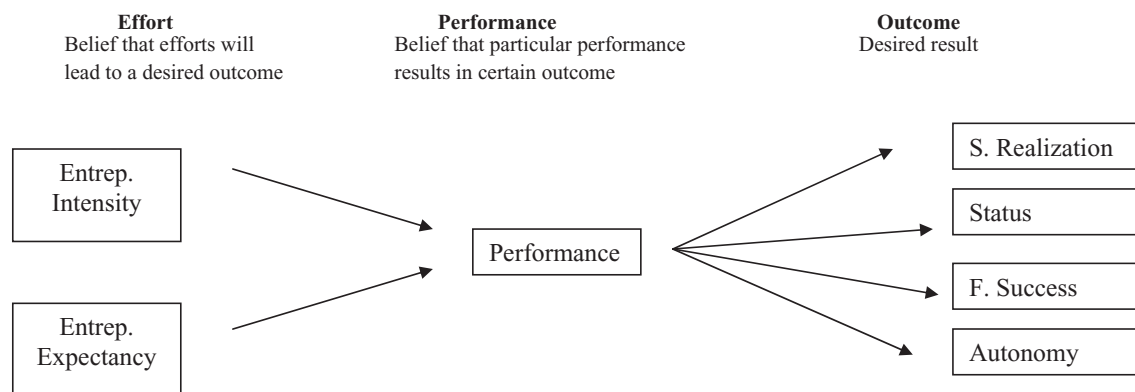 Effort
Belief that efforts will
lead to a desired outcome
Performance
Belief that particular performance
results in certain outcome
Outcome
Desired result
Entrep.
Intensity
Entrep.
Expectancy
Performance
S. Realization
Status
F. Success
Autonomy